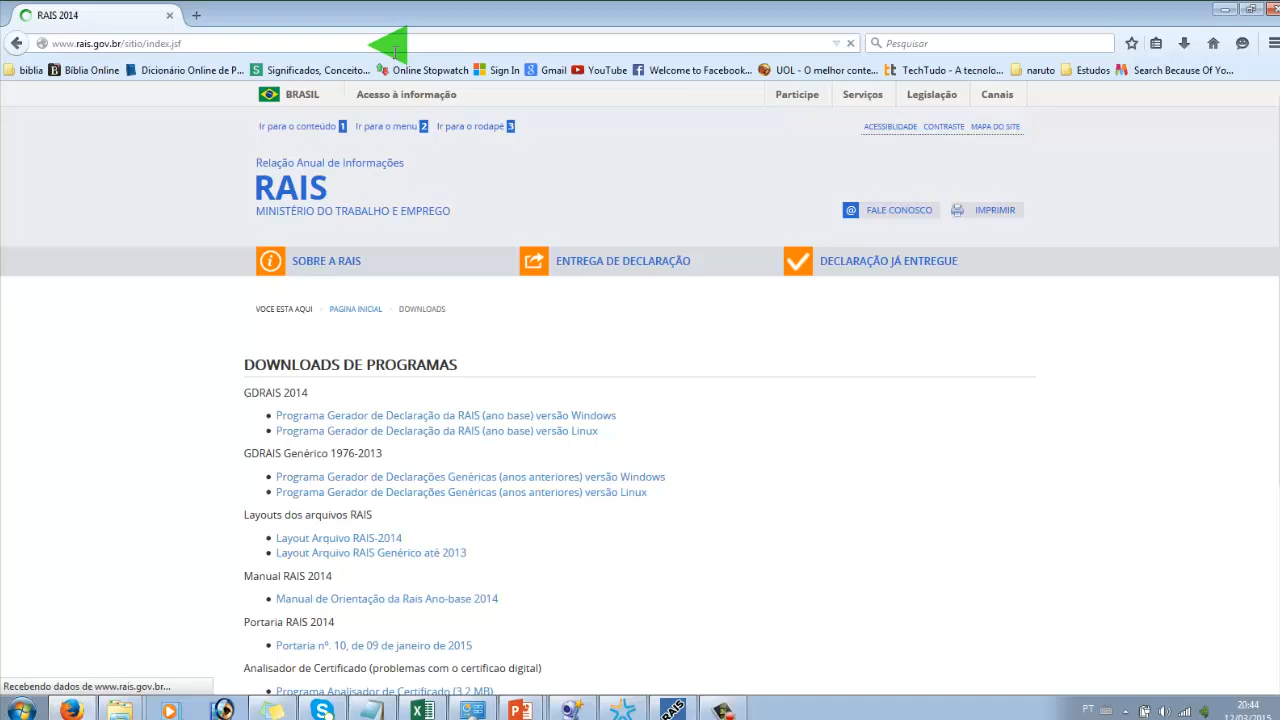 RAIS 2014
www.rais.gov.br/sitio/index.jsf
Pesquisar
biblia Bíblia Online Dicionário Online de P... Significados, Conceito... Online Stopwatch Sign In Gmail YouTube Welcome to Facebook... UOL - O melhor conte... TechTudo - A tecnolo... naruto Estudos Search Because Of Yo...
BRASIL Acesso à informação Participe Serviços Legislação Canais
Ir para o conteúdo 1 Ir para o menu 2 Ir para o rodapé 3 ACESSIBLIDADE CONTRASTE MAPA DO SITE
Relação Anual de Informações
RAIS
MINISTÉRIO DO TRABALHO E EMPREGO
@ FALE CONOSCO IMPRIMIR
SOBRE A RAIS ENTREGA DE DECLARAÇÃO DECLARAÇÃO JÁ ENTREGUE
VOCE ESTA AQUI PAGINA INICIAL DOWNLOADS
DOWNLOADS DE PROGRAMAS
GDRAIS 2014
Programa Gerador de Declaração da RAIS (ano base) versão Windows
Programa Gerador de Declaração da RAIS (ano base) versão Linux
GDRAIS Genérico 1976-2013
Programa Gerador de Declarações Genéricas (anos anteriores) versão Windows
Programa Gerador de Declarações Genéricas (anos anteriores) versão Linux
Layouts dos arquivos RAIS
Layout Arquivo RAIS-2014
Layout Arquivo RAIS Genérico até 2013
Manual RAIS 2014
Manual de Orientação da Rais Ano-base 2014
Portaria RAIS 2014
Portaria nº. 10, de 09 de janeiro de 2015
Analisador de Certificado (problemas com o certificao digital)
Programa Analisador de Certificado (3.2 MB)
Recebendo dados de www.rais.gov.br...
RAIS
PT
20:44
12/03/2015